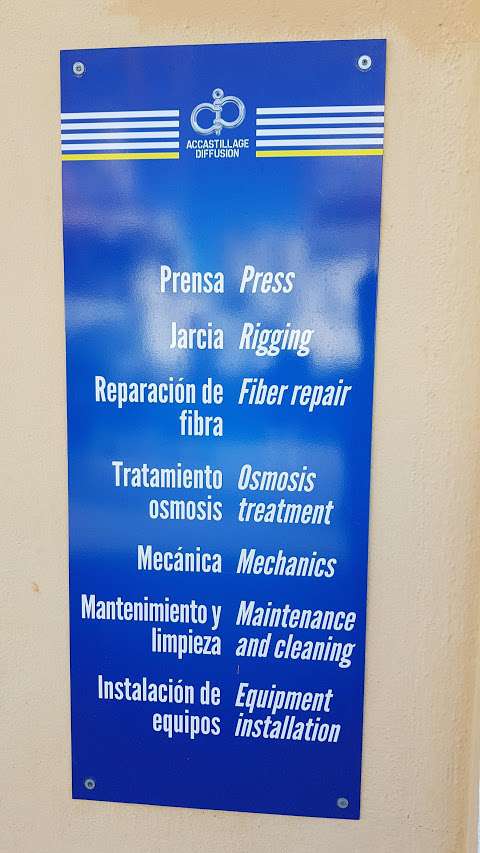 ACCASTILLAGE
DIFFUSION
Prensa Press
Jarcia Rigging
Reparación de Fiber repair
fibra
Tratamiento Osmosis
osmosis treatment
Mecánica Mechanics
Mantenimiento y Maintenance
limpieza and cleaning
Instalación de Equipment
equipos installation